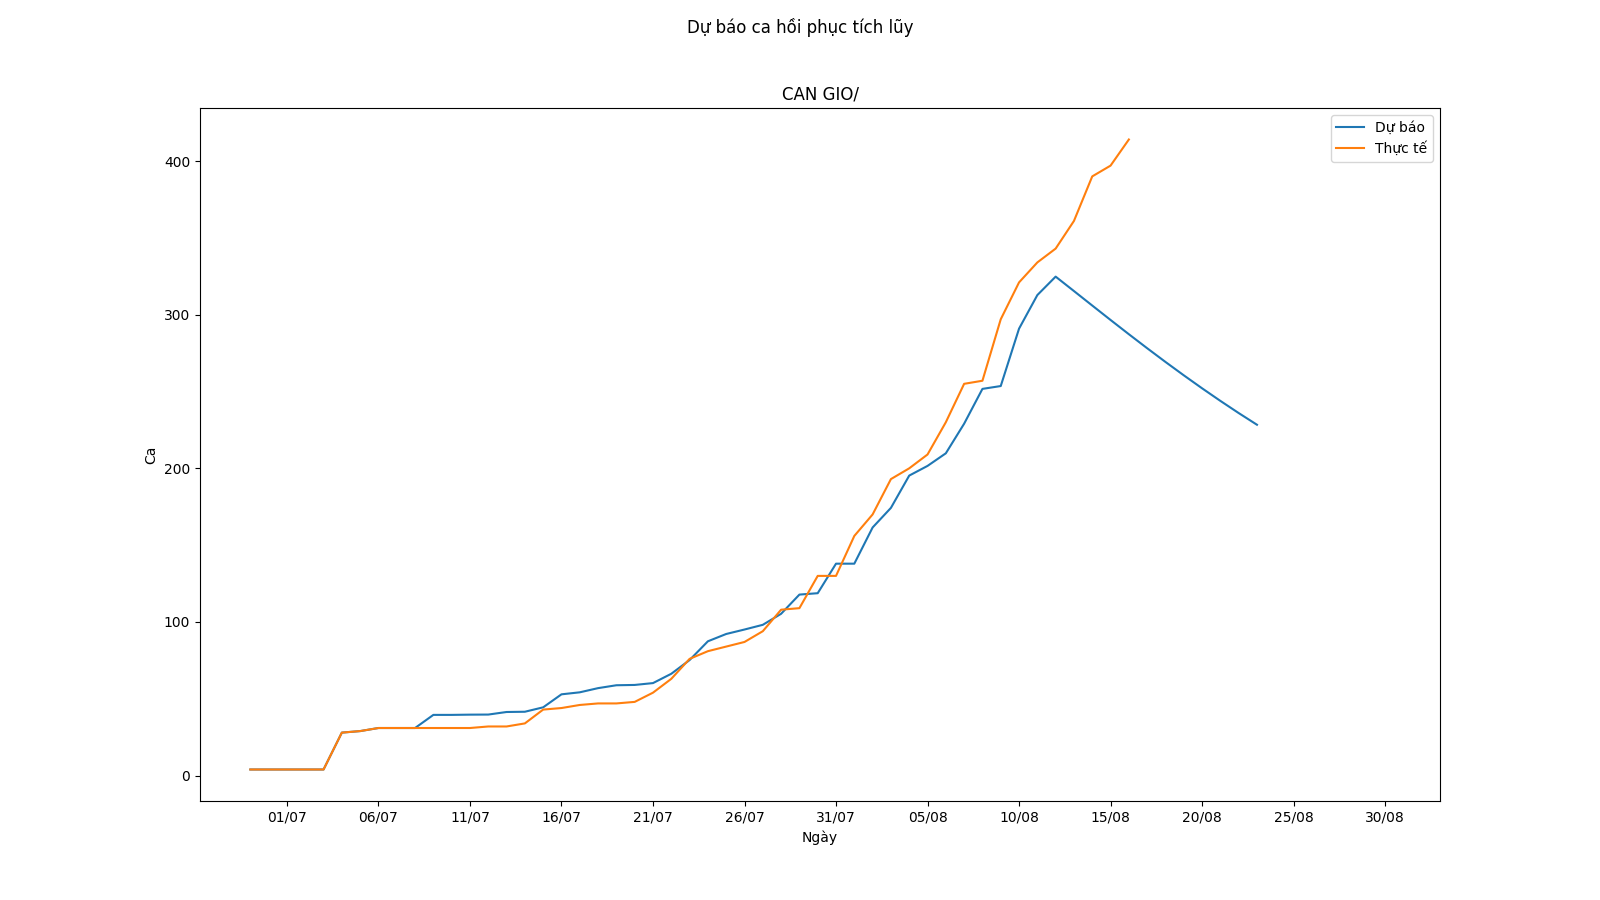 Dự báo ca hồi phục tích lũy
CAN GIO/
Dự báo
Thực tế
400
300
200
100
0
Ca
01/07 06/07 11/07 16/07 21/07 26/07 31/07 05/08 10/08 15/08 20/08 25/08 30/08
Ngày